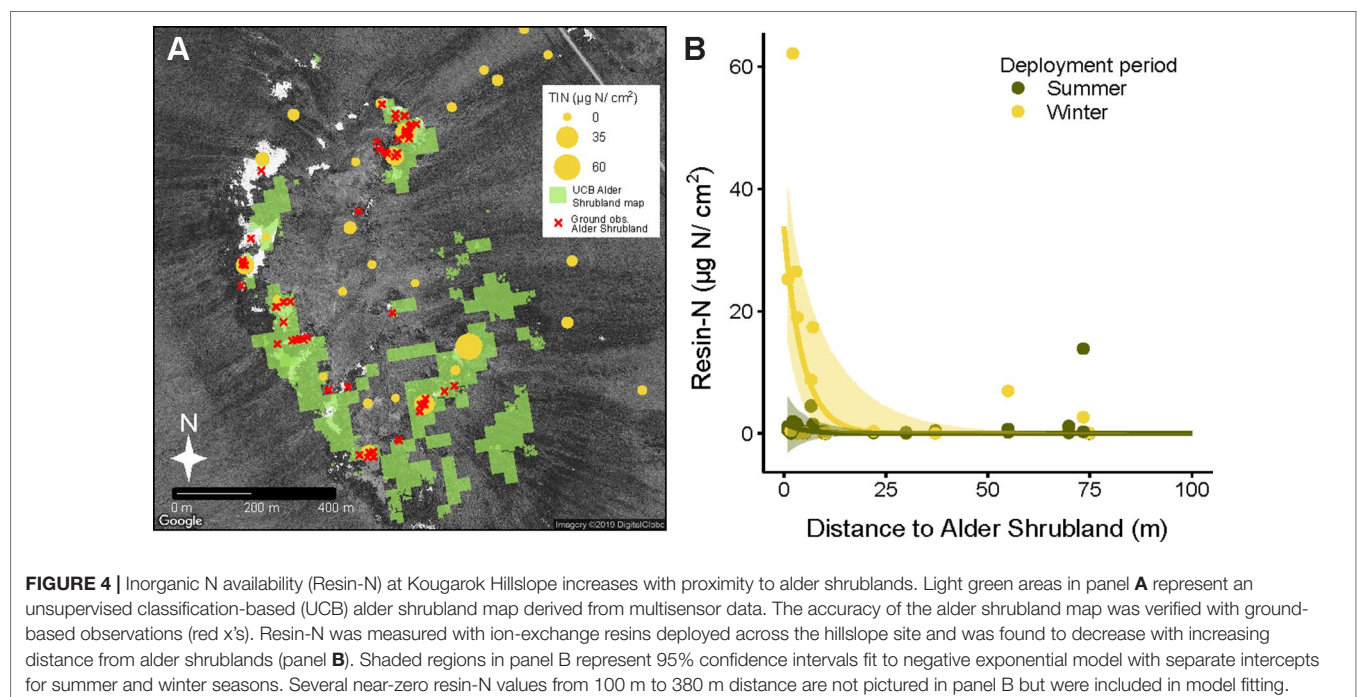 A
TIN (µg N/ cm²)
0
35
60
UCB Alder
Shrubland map
Ground obs.
Alder Shrubland
N
0 m
200 m
400 m
Google
Imagery ©2019 DigitalGlobe
B
Deployment period
Summer
Winter
60
40
20
0
Resin-N (µg N/ cm²)
0
25
50
75
100
Distance to Alder Shrubland (m)
FIGURE 4 | Inorganic N availability (Resin-N) at Kougarok Hillslope increases with proximity to alder shrublands. Light green areas in panel A represent an
unsupervised classification-based (UCB) alder shrubland map derived from multisensor data. The accuracy of the alder shrubland map was verified with ground-
based observations (red x's). Resin-N was measured with ion-exchange resins deployed across the hillslope site and was found to decrease with increasing
distance from alder shrublands (panel B). Shaded regions in panel B represent 95% confidence intervals fit to negative exponential model with separate intercepts
for summer and winter seasons. Several near-zero resin-N values from 100 m to 380 m distance are not pictured in panel B but were included in model fitting.